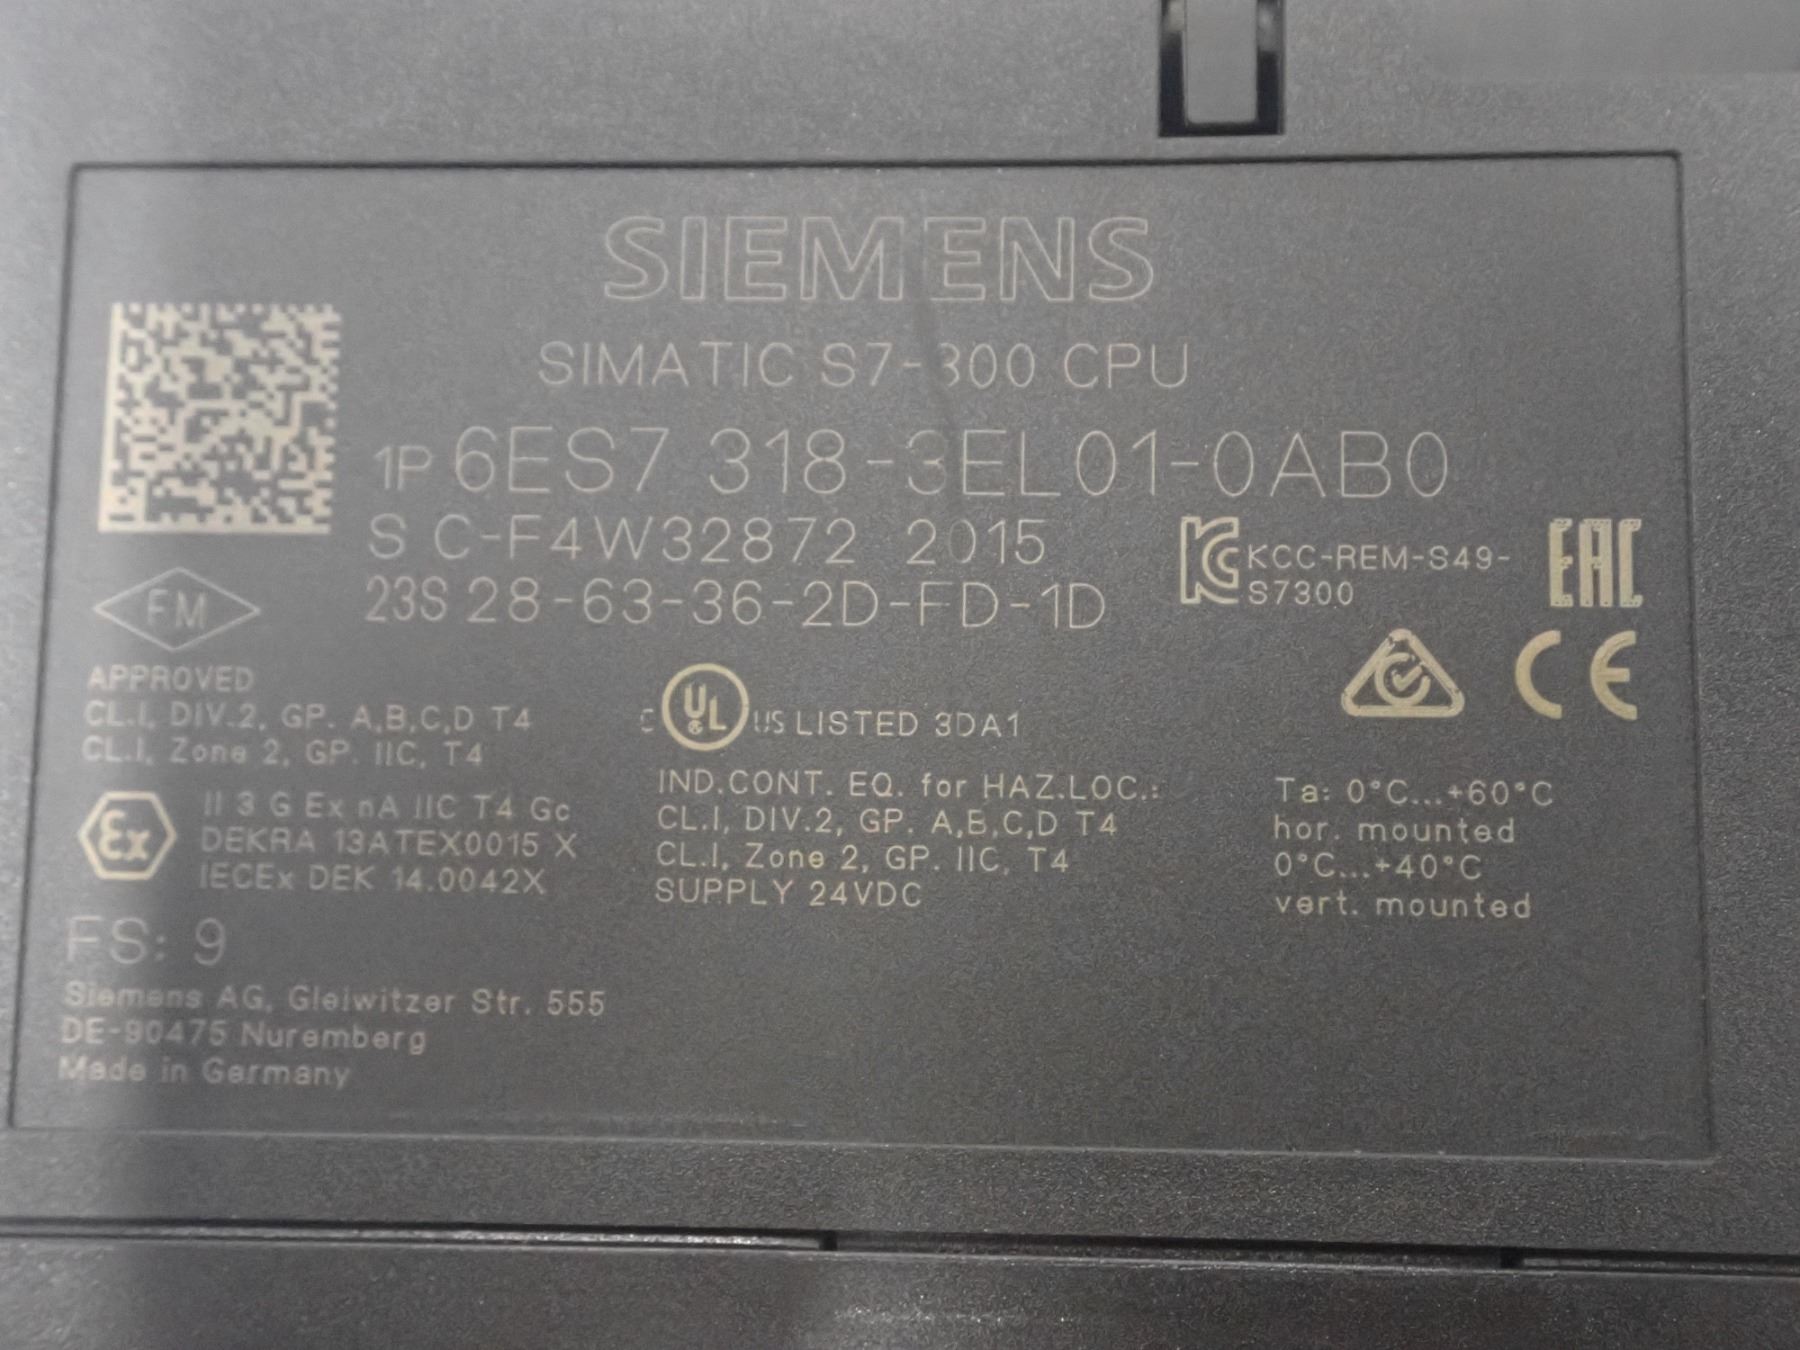 SIEMENS
SIMATIC S7-300 CPU
1P 6ES7 318-3EL01-0AB0
S C-F4W32872 2015
23S 28-63-36-2D-FD-1D
KCC-REM-S49-
S7300
EAC
FM
APPROVED
CL.I, DIV.2, GP. A,B,C,D T4
CL.I, Zone 2, GP. IIC, T4
C UL US LISTED 3DA1
CE
IND.CONT. EQ. for HAZ.LOC.:
CL.I, DIV.2, GP. A,B,C,D T4
CL.I, Zone 2, GP. IIC, T4
SUPPLY 24VDC
Ta: 0°C...+60°C
hor. mounted
0°C...+40°C
vert. mounted
Ex
II 3 G Ex nA IIC T4 Gc
DEKRA 13ATEX0015 X
IECEx DEK 14.0042X
FS: 9
Siemens AG, Gleiwitzer Str. 555
DE-90475 Nuremberg
Made in Germany